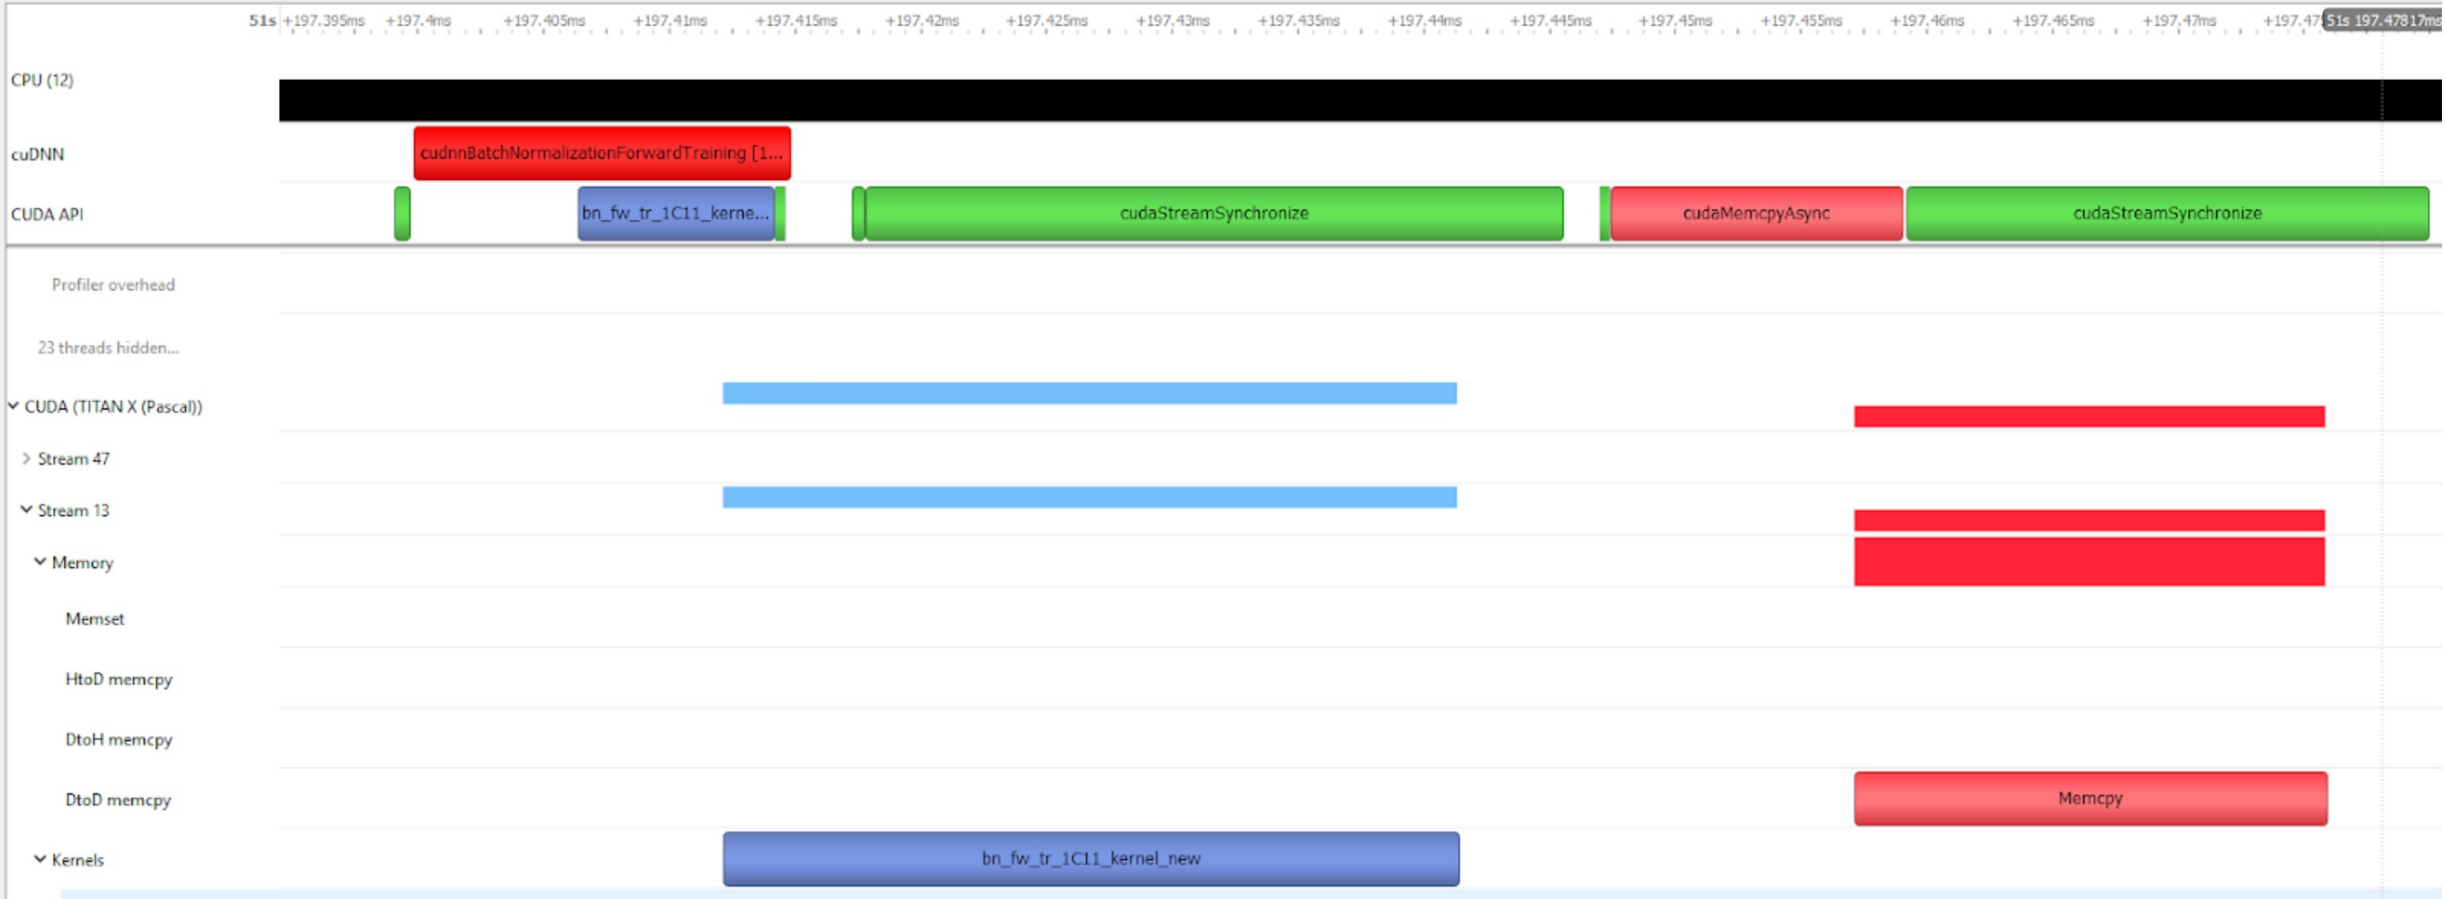 51s +197.395ms +197.4ms +197.405ms +197.41ms +197.415ms +197.42ms +197.425ms +197.43ms +197.435ms +197.44ms +197.445ms +197.45ms +197.455ms +197.46ms +197.465ms +197.47ms +197.47 51s 197.47817ms
CPU (12)
cuDNN cudnnBatchNormalizationForwardTraining [1...
CUDA API bn_fw_tr_1C11_kerne... cudaStreamSynchronize cudaMemcpyAsync cudaStreamSynchronize
Profiler overhead
23 threads hidden...
CUDA (TITAN X (Pascal))
Stream 47
Stream 13
Memory
Memset
HtoD memcpy
DtoH memcpy
DtoD memcpy Memcpy
Kernels bn_fw_tr_1C11_kernel_new